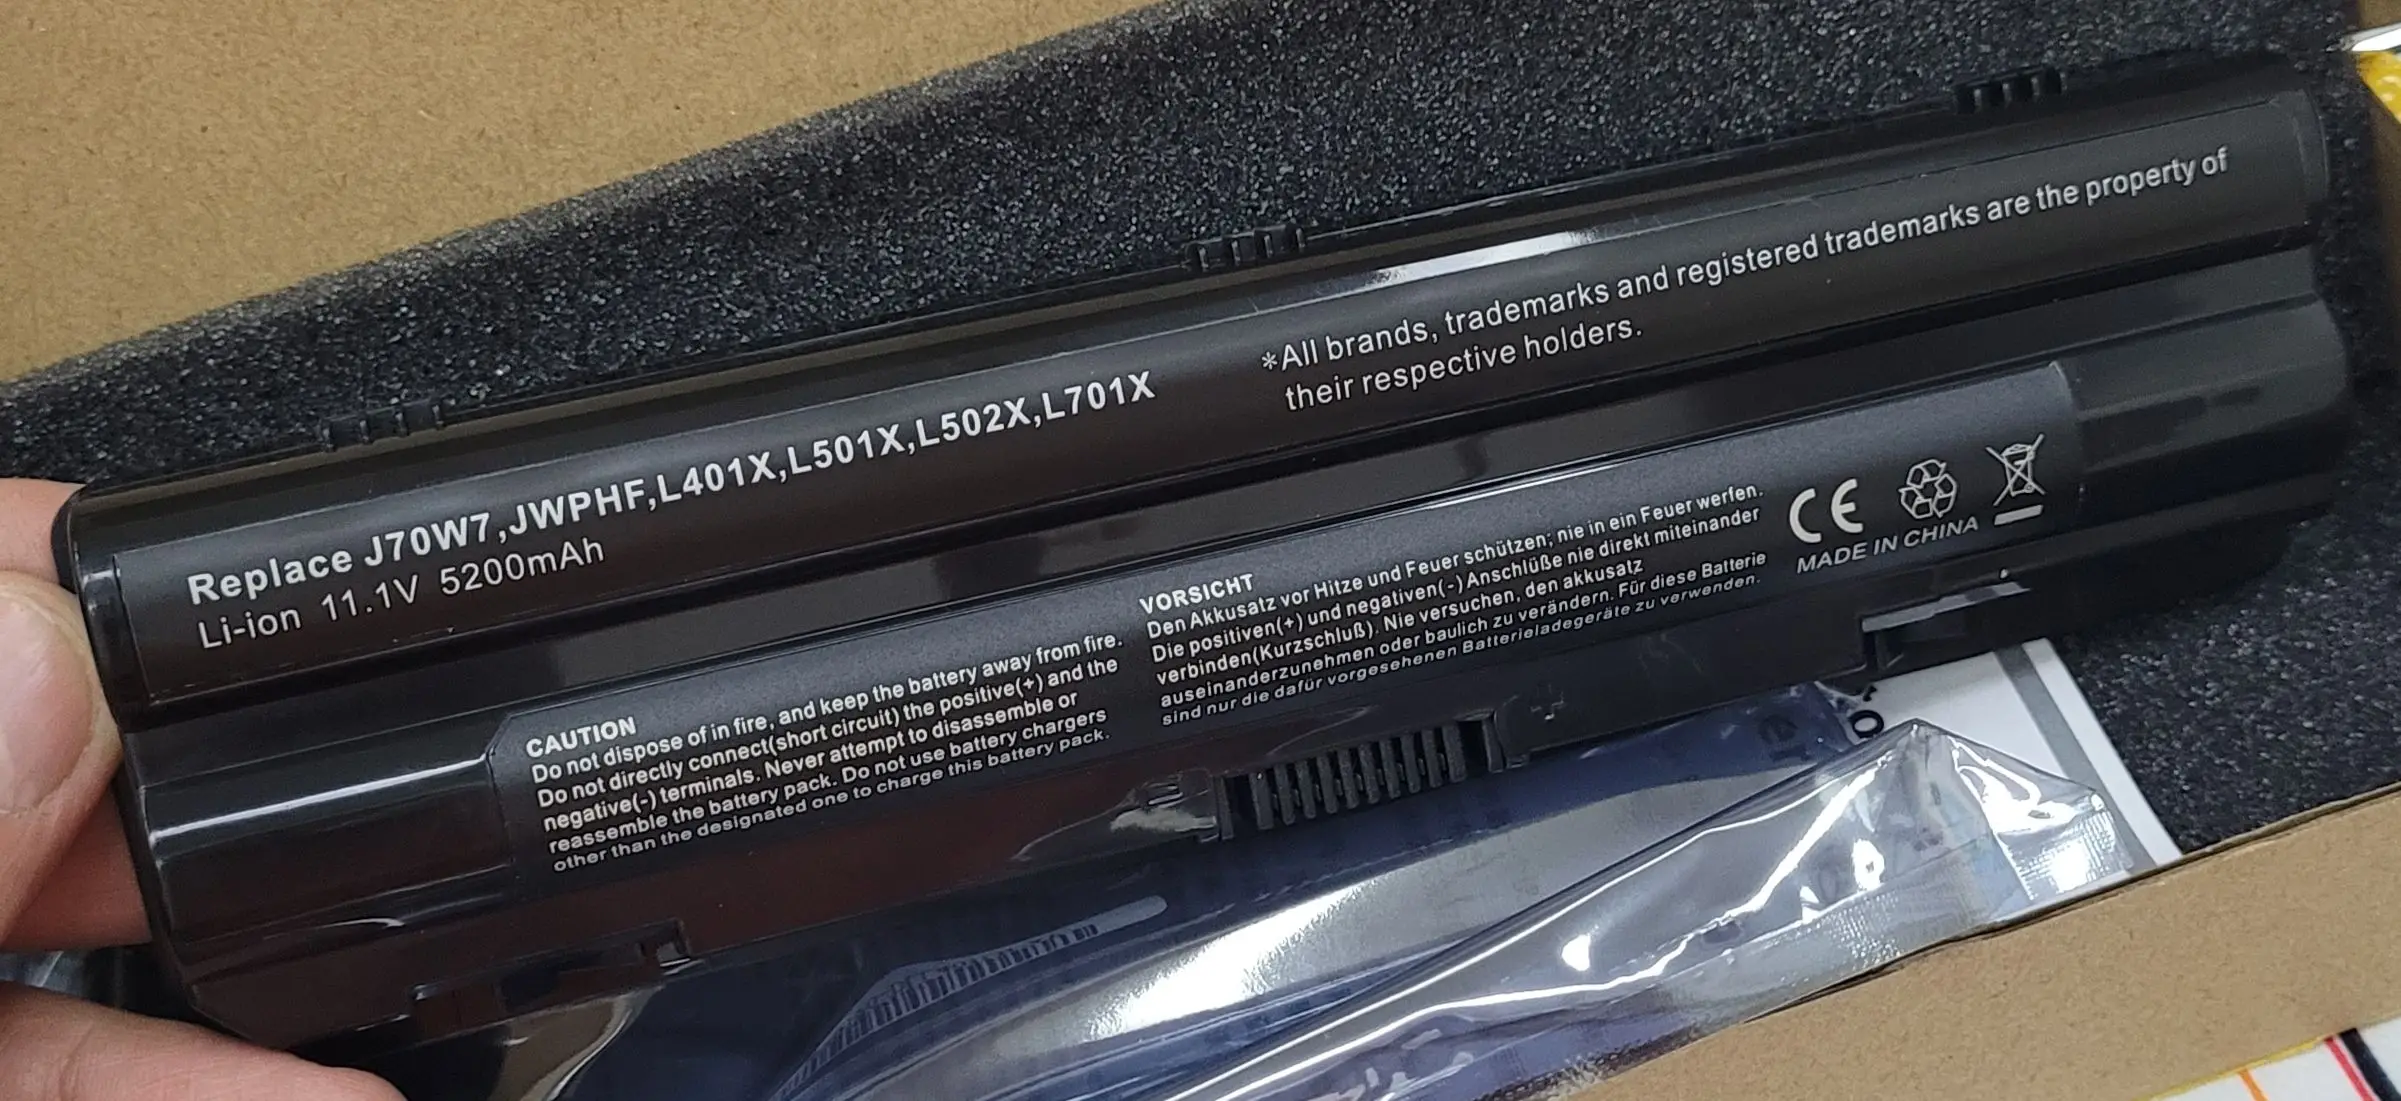 Replace J70W7,JWPHF,L401X,L501X,L502X,L701X
Li-ion 11.1V 5200mAh
*All brands, trademarks and registered trademarks are the property of
their respective holders.
CAUTION
Do not dispose of in fire, and keep the battery away from fire.
Do not directly connect(short circuit) the positive(+) and the
negative(-) terminals. Never attempt to disassemble or
reassemble the battery pack. Do not use battery chargers
other than the designated one to charge this battery pack.
VORSICHT
Den Akkusatz vor Hitze und Feuer schützen; nie in ein Feuer werfen.
Die positiven(+) und negativen(-) Anschlüße nie direkt miteinander
verbinden(Kurzschluß). Nie versuchen, den akkusatz
auseinanderzunehmen oder baulich zu verändern. Für diese Batterie
sind nur die dafür vorgesehenen Batterieladegeräte zu verwenden.
CE
MADE IN CHINA